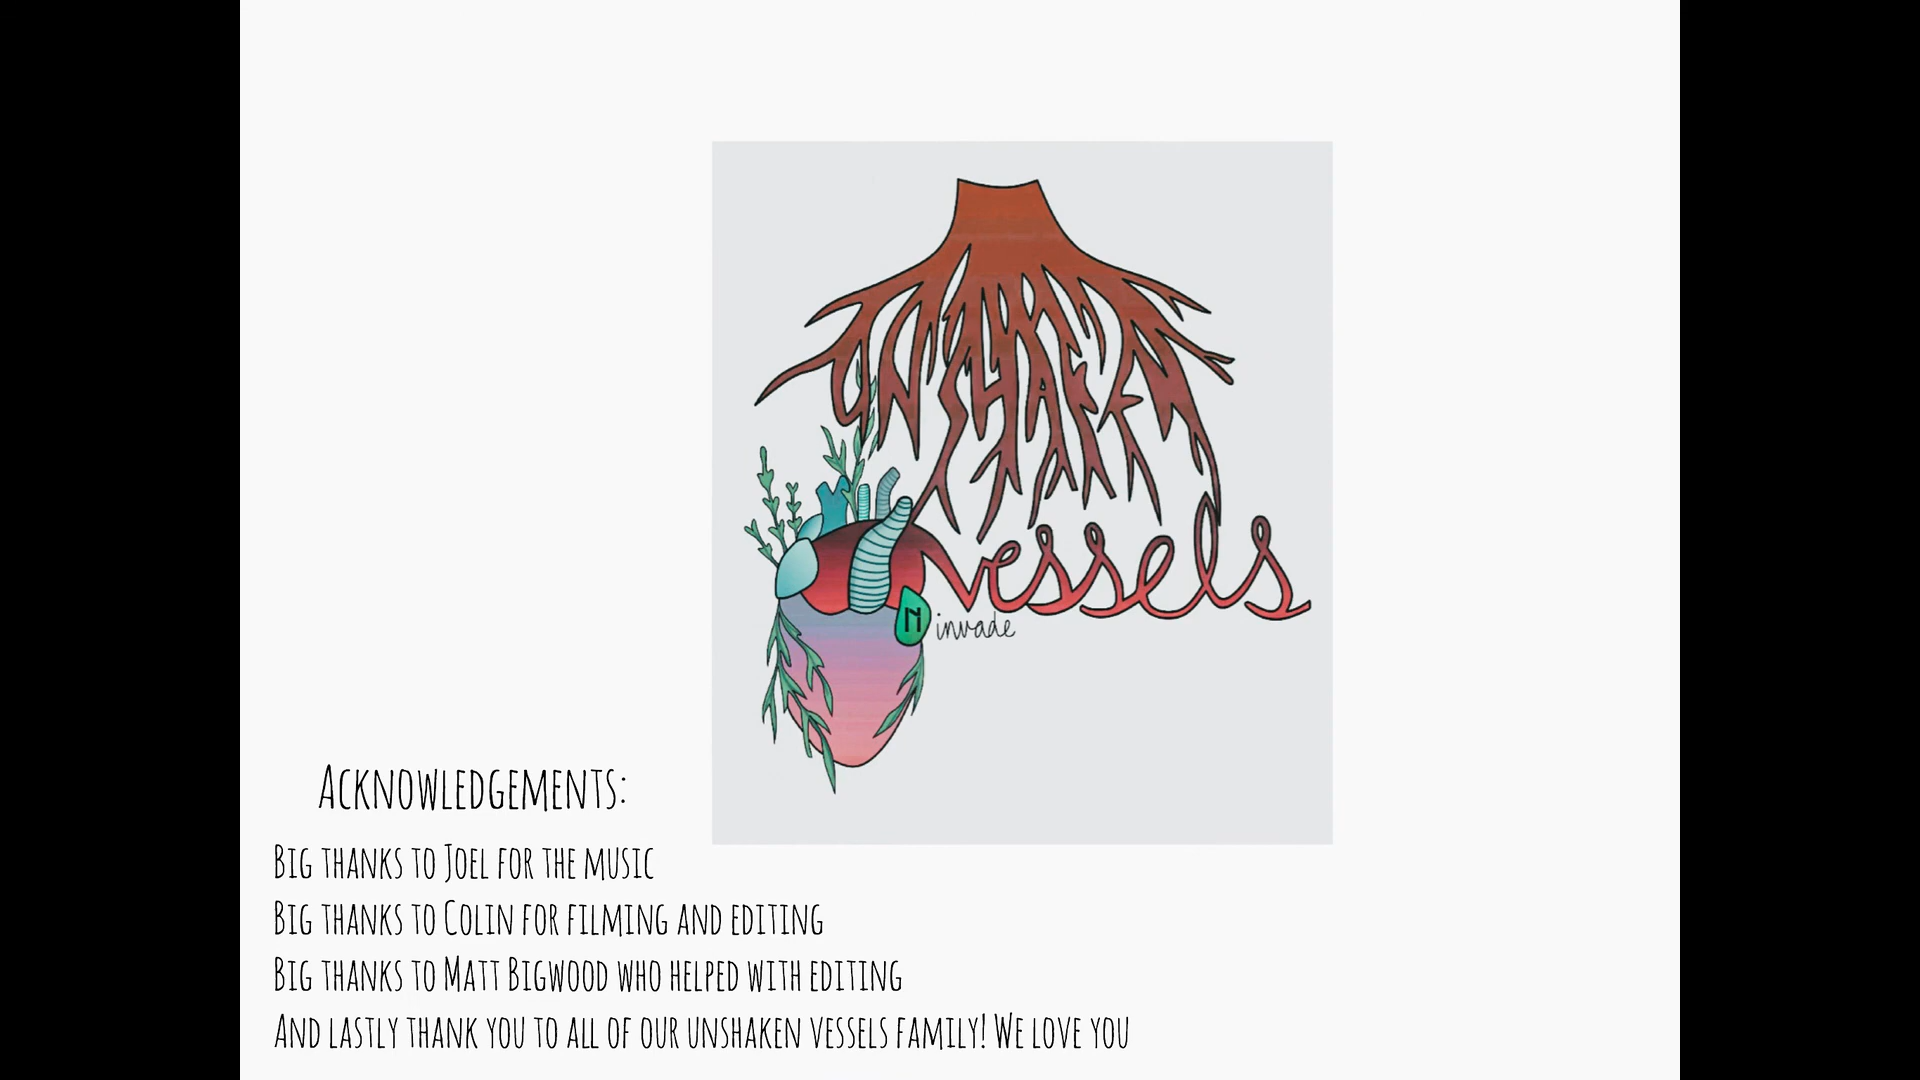 UNSHAKEN
vessels
N invade
ACKNOWLEDGEMENTS:
BIG THANKS TO JOEL FOR THE MUSIC
BIG THANKS TO COLIN FOR FILMING AND EDITING
BIG THANKS TO MATT BIGWOOD WHO HELPED WITH EDITING
AND LASTLY THANK YOU TO ALL OF OUR UNSHAKEN VESSELS FAMILY! WE LOVE YOU